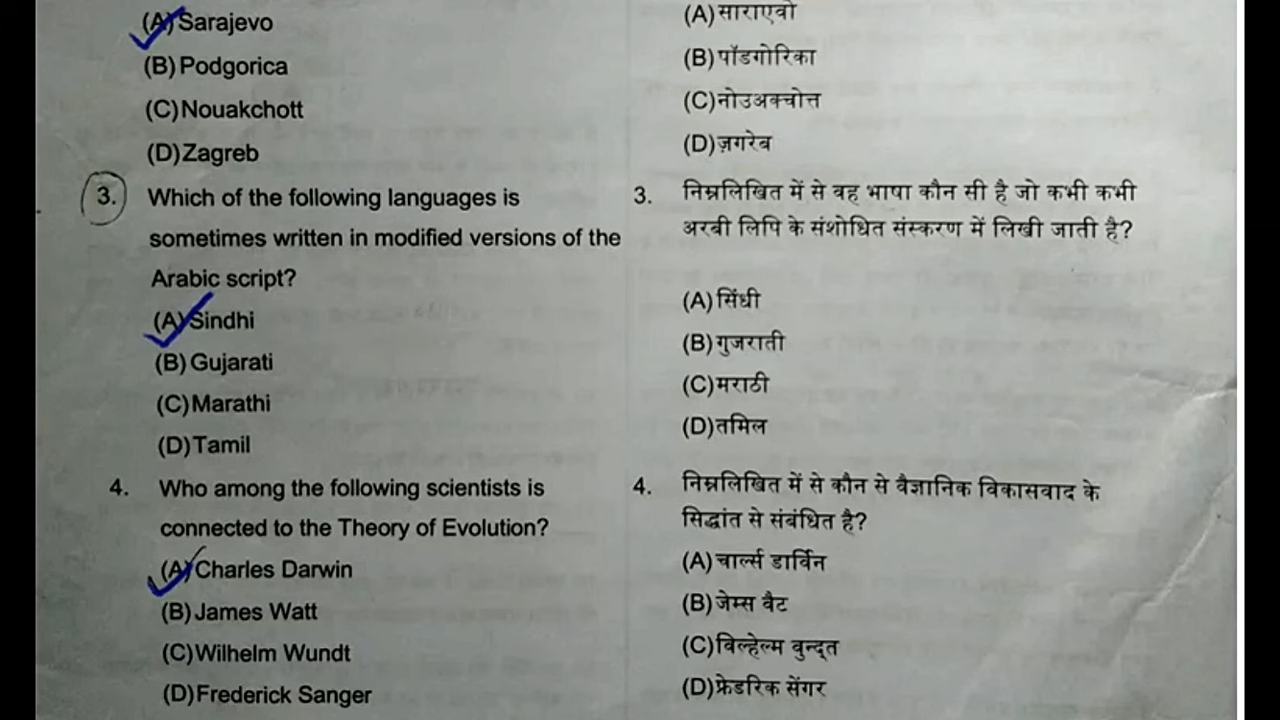 (A) Sarajevo
(B) Podgorica
(C) Nouakchott
(D) Zagreb
3. Which of the following languages is
sometimes written in modified versions of the
Arabic script?
(A) Sindhi
(B) Gujarati
(C) Marathi
(D) Tamil
4. Who among the following scientists is
connected to the Theory of Evolution?
(A) Charles Darwin
(B) James Watt
(C) Wilhelm Wundt
(D) Frederick Sanger
(A) साराएवो
(B) पॉडगोरिका
(C) नोउअक्चोत्त
(D) ज़गरेब
3. निम्नलिखित में से वह भाषा कौन सी है जो कभी कभी
अरबी लिपि के संशोधित संस्करण में लिखी जाती है?
(A) सिंधी
(B) गुजराती
(C) मराठी
(D) तमिल
4. निम्नलिखित में से कौन से वैज्ञानिक विकासवाद के
सिद्धांत से संबंधित है?
(A) चार्ल्स डार्विन
(B) जेम्स वैट
(C) विल्हेल्म वुन्द्त
(D) फ्रेडरिक सेंगर